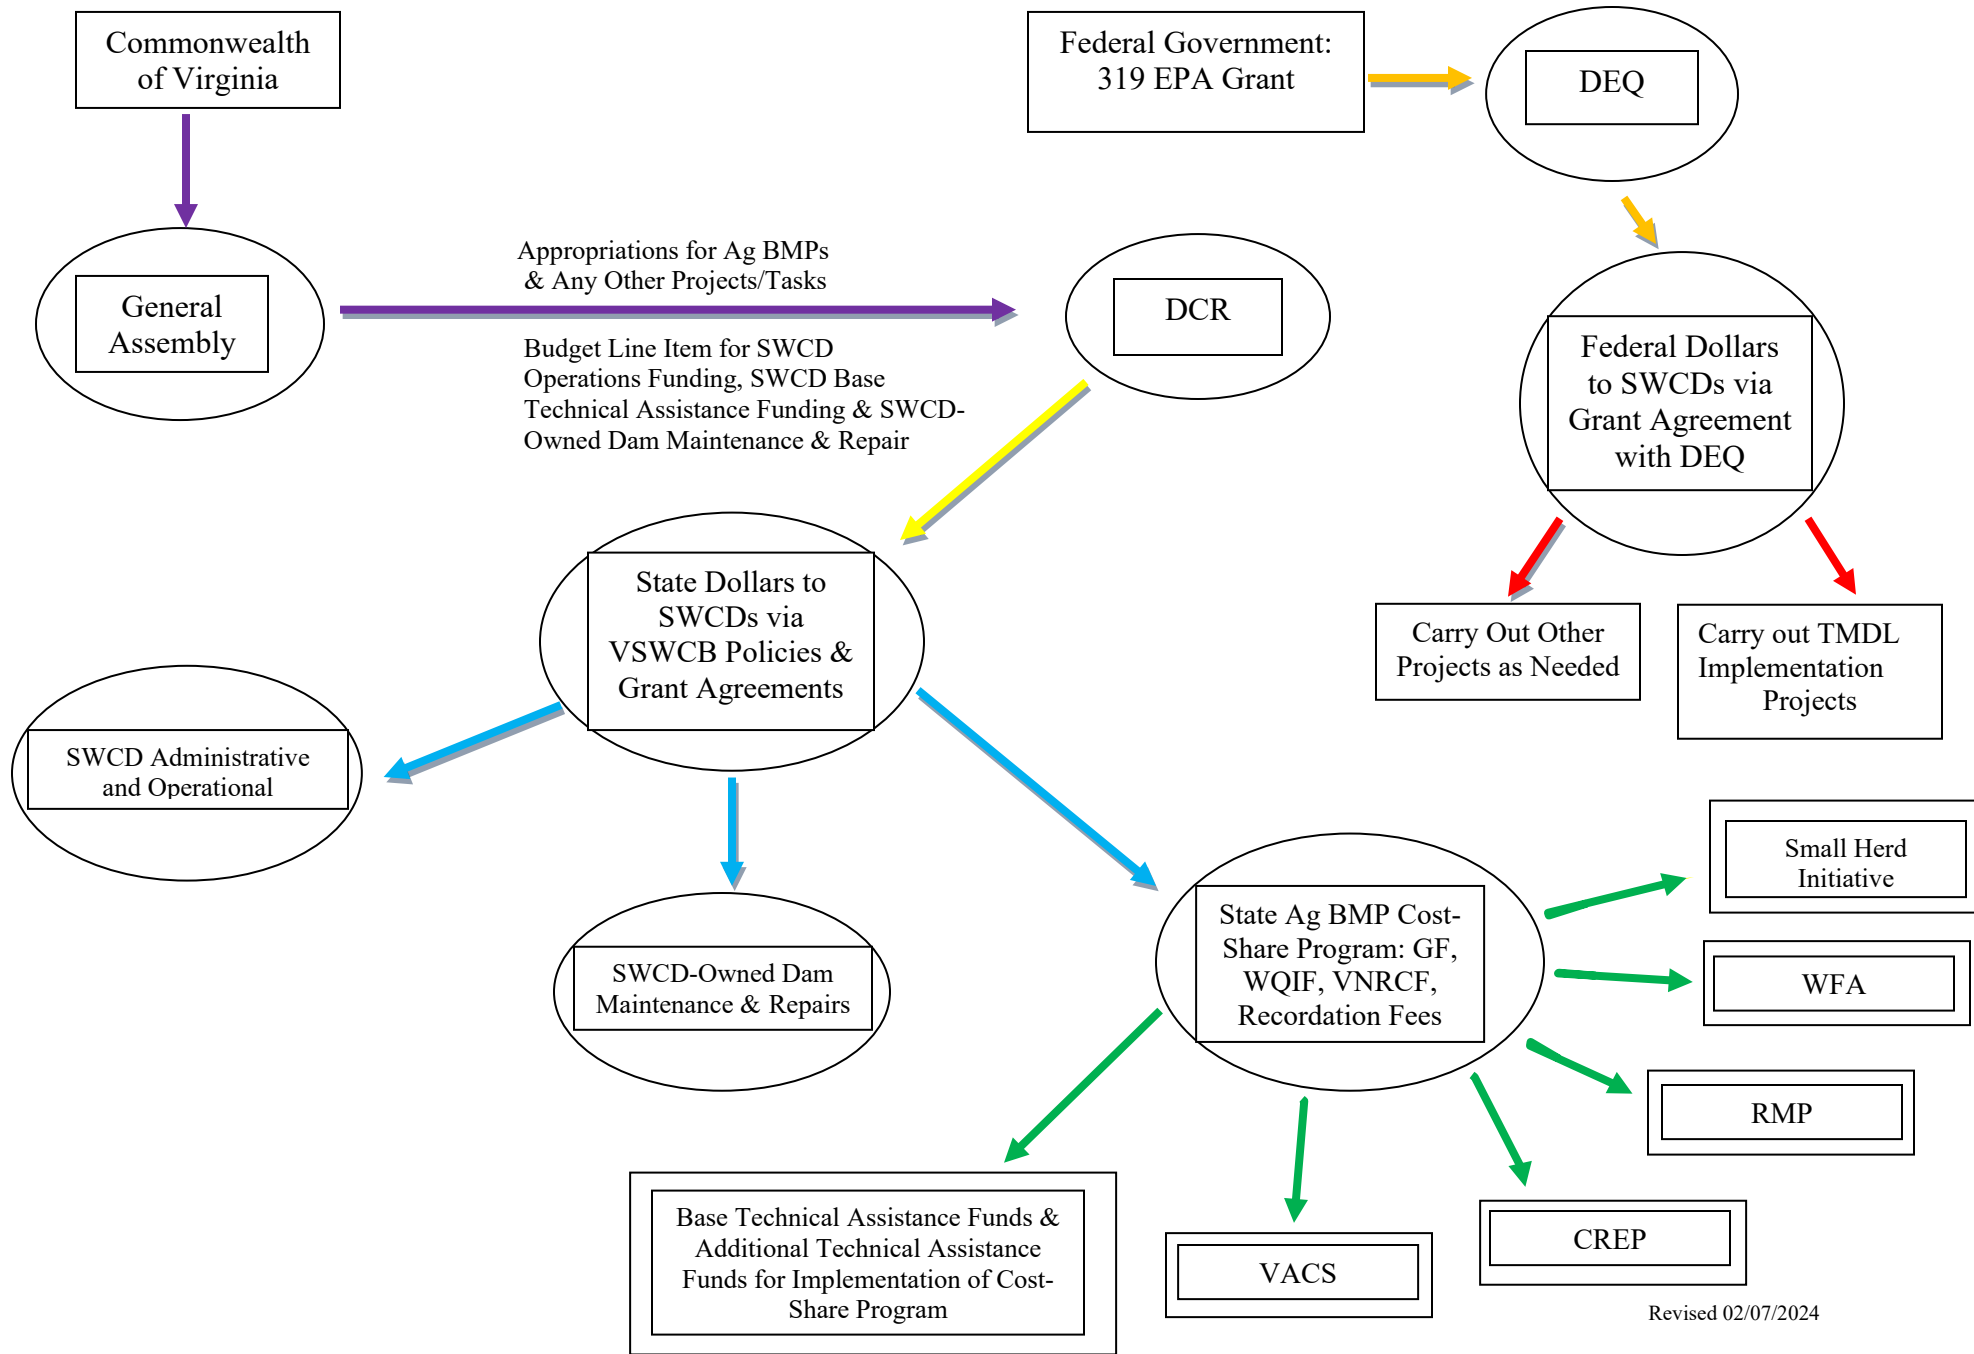 Commonwealth
of Virginia
Federal Government:
319 EPA Grant
DEQ
General
Assembly
Appropriations for Ag BMPs
& Any Other Projects/Tasks
Budget Line Item for SWCD
Operations Funding, SWCD Base
Technical Assistance Funding & SWCD-
Owned Dam Maintenance & Repair
DCR
Federal Dollars
to SWCDs via
Grant Agreement
with DEQ
State Dollars to
SWCDs via
VSWCB Policies &
Grant Agreements
Carry Out Other
Projects as Needed
Carry out TMDL
Implementation
Projects
SWCD Administrative
and Operational
SWCD-Owned Dam
Maintenance & Repairs
State Ag BMP Cost-
Share Program: GF,
WQIF, VNRCF,
Recordation Fees
Small Herd
Initiative
WFA
RMP
CREP
VACS
Base Technical Assistance Funds &
Additional Technical Assistance
Funds for Implementation of Cost-
Share Program
Revised 02/07/2024